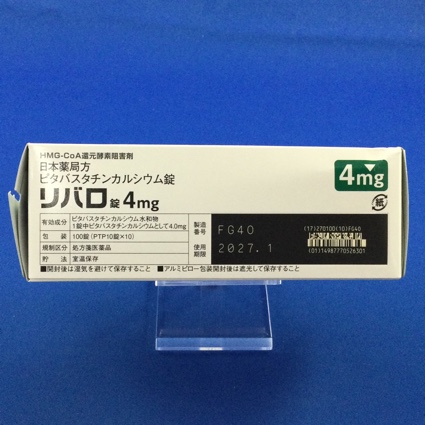 HMG-CoA還元酵素阻害剤
日本薬局方
ピタバスタチンカルシウム錠
リバロ錠4mg
4mg
紙
有効成分 ピタバスタチンカルシウム水和物
1錠中ピタバスタチンカルシウムとして4.0mg
包装 100錠(PTP10錠×10)
規制区分 処方箋医薬品
貯法 室温保存
製造番号 FG40
使用期限 2027.1
(17)270100(10)FG40
(01)14987770526301
■開封後は湿気を避けて保存すること ■アルミピロー包装開封後は遮光して保存すること